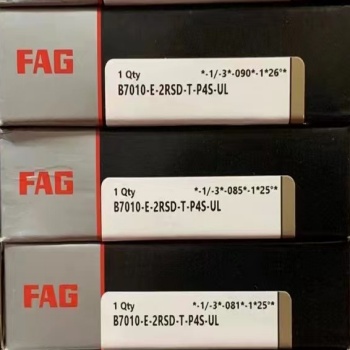 FAG
1 Qty *-1/-3*-090*-1*26°*
B7010-E-2RSD-T-P4S-UL
FAG
1 Qty *-1/-3*-085*-1*25°*
B7010-E-2RSD-T-P4S-UL
FAG
1 Qty *-1/-3*-081*-1*25°*
B7010-E-2RSD-T-P4S-UL